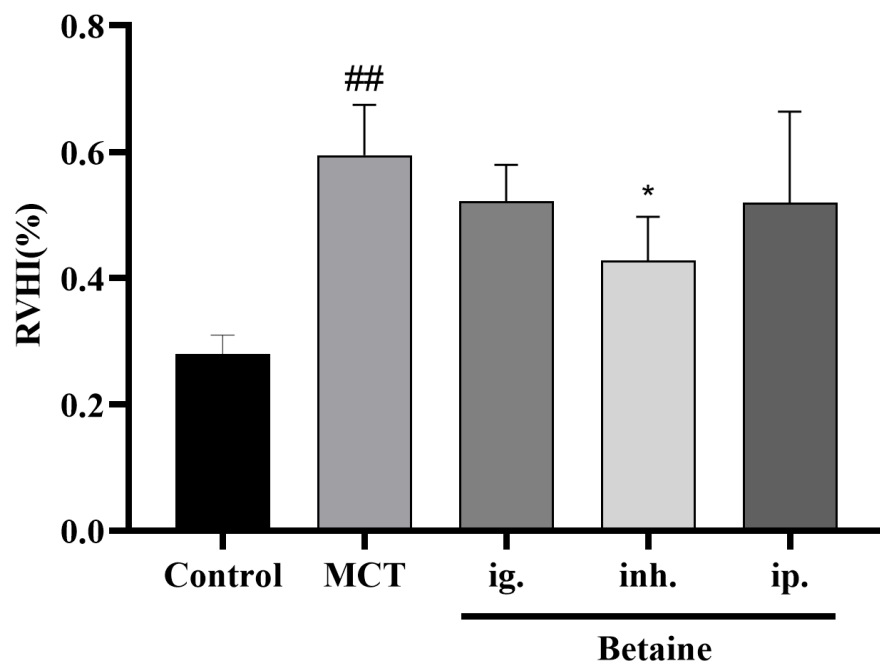 RVHI(%)
0.8
0.6
0.4
0.2
0.0
##
*
Control MCT ig. inh. ip.
Betaine